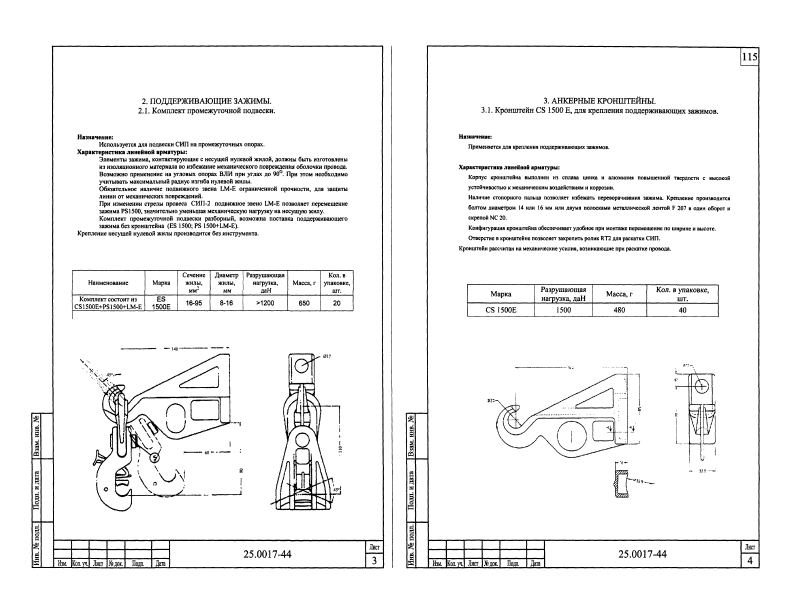 2. ПОДДЕРЖИВАЮЩИЕ ЗАЖИМЫ.
2.1. Комплект промежуточной подвески.
Назначение:
Используется для подвески СИП на промежуточных опорах.
Характеристика линейной арматуры:
Элементы зажима, контактирующие с несущей нулевой жилой, должны быть изготовлены
из изоляционного материала во избежание механического повреждения оболочки провода.
Возможно применение на угловых опорах ВЛИ при углах до 90⁰. При этом необходимо
учитывать максимальный радиус изгиба нулевой жилы.
Обязательное наличие подвижного звена LM-E ограниченной прочности, для защиты
линии от механических повреждений.
При изменении стрелы провеса СИП-2 подвижное звено LM-E позволяет перемещение
зажима PS1500, значительно уменьшая механическую нагрузку на несущую жилу.
Комплект промежуточной подвески разборный, возможна поставка поддерживающего
зажима без кронштейна (ES 1500; PS 1500+LM-E).
Крепление несущей нулевой жилы производится без инструмента.
Наименование Марка Сечение жилы, мм² Диаметр жилы, мм Разрушающая нагрузка, даН Масса, г Кол. в упаковке, шт.
Комплект состоит из CS1500E+PS1500+LM-E ES 1500E 16-95 8-16 >1200 650 20
140
45°
Ø17
60
90
45°
Взам. инв. №
Подп. и дата
Инв. № подл.
Изм. Кол. уч. Лист № док. Подп. Дата
25.0017-44
Лист
3
115
3. АНКЕРНЫЕ КРОНШТЕЙНЫ.
3.1. Кронштейн CS 1500 E, для крепления поддерживающих зажимов.
Назначение:
Применяется для крепления поддерживающих зажимов.
Характеристика линейной арматуры:
Корпус кронштейна выполнен из сплава цинка и алюминия повышенной твердости с высокой
устойчивостью к механическим воздействиям и коррозии.
Наличие стопорного пальца позволяет избежать переворачивания зажима. Крепление производится
болтом диаметром 14 или 16 мм или двумя полосками металлической лентой F 207 в один оборот и
скрепой NC 20.
Конфигурация кронштейна обеспечивает удобное при монтаже перемещение по ширине и высоте.
Отверстие в кронштейне позволяет закрепить ролик RT2 для раскатки СИП.
Кронштейн рассчитан на механические усилия, возникающие при раскатке провода.
Марка Разрушающая нагрузка, даН Масса, г Кол. в упаковке, шт.
CS 1500E 1500 480 40
Взам. инв. №
Подп. и дата
Инв. № подл.
Изм. Кол. уч. Лист № док. Подп. Дата
25.0017-44
Лист
4